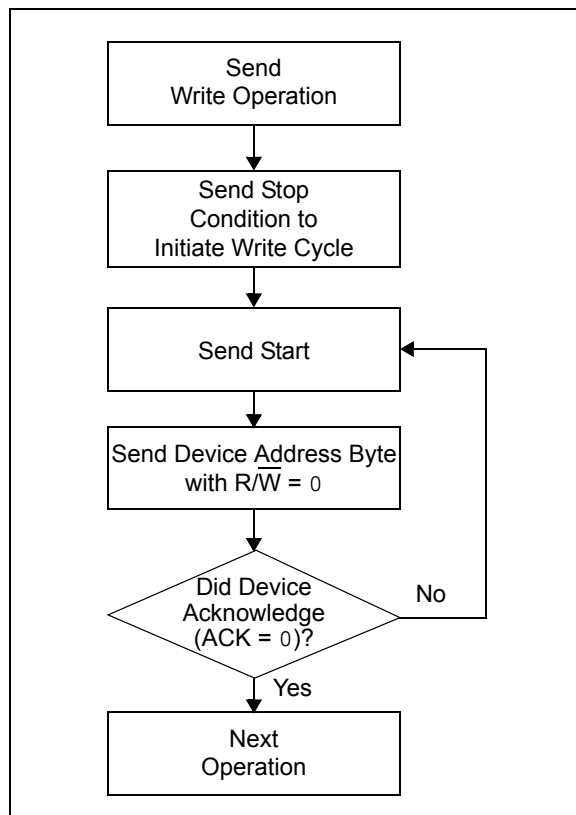 Send
Write Operation
Send Stop
Condition to
Initiate Write Cycle
Send Start
Send Device Address Byte
with R/W̅ = 0
Did Device
Acknowledge
(ACK = 0)?
No
Yes
Next
Operation